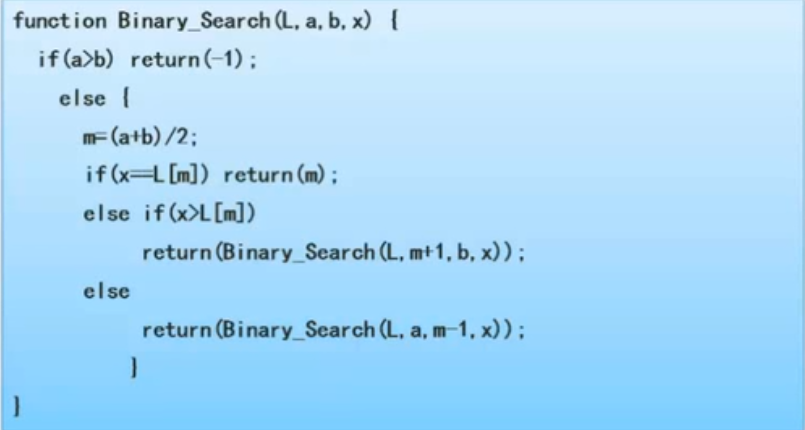 function Binary_Search(L,a,b,x) {
if(a>b) return(-1);
else {
m=(a+b)/2;
if(x==L[m]) return(m);
else if(x>L[m])
return(Binary_Search(L,m+1,b,x));
else
return(Binary_Search(L,a,m-1,x));
}
}